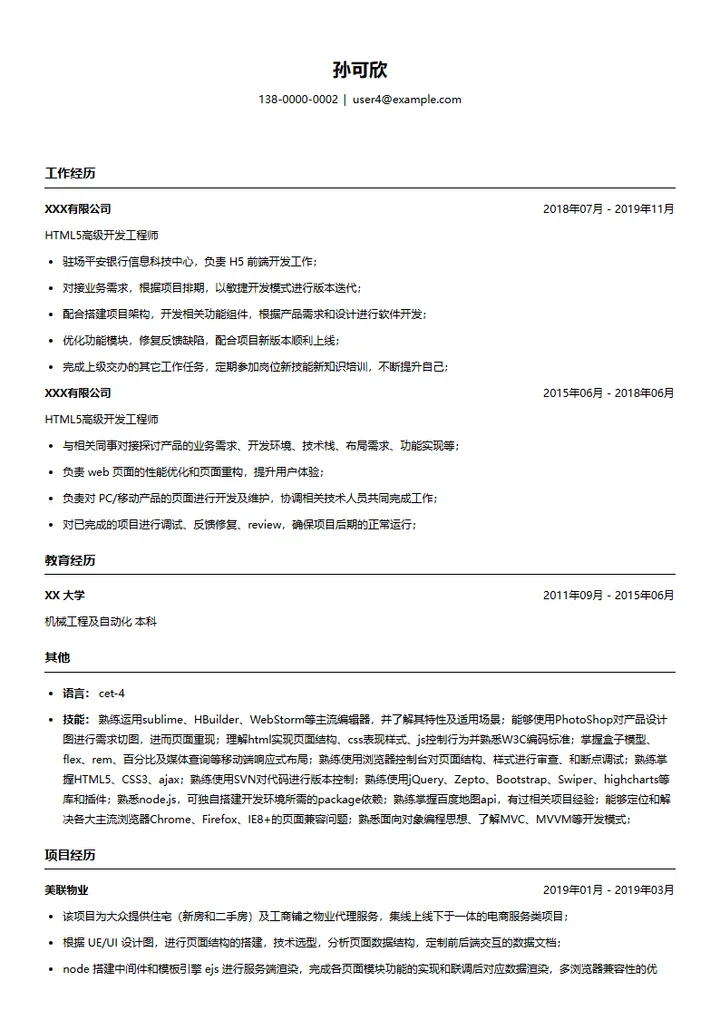 孙可欣
138-0000-0002 | user4@example.com
工作经历
XXX有限公司 2018年07月 - 2019年11月
HTML5高级开发工程师
• 驻场平安银行信息科技中心，负责 H5 前端开发工作；
• 对接业务需求，根据项目排期，以敏捷开发模式进行版本迭代；
• 配合搭建项目架构，开发相关功能组件，根据产品需求和设计进行软件开发；
• 优化功能模块，修复反馈缺陷，配合项目新版本顺利上线；
• 完成上级交办的其它工作任务，定期参加岗位新技能新知识培训，不断提升自己；
XXX有限公司 2015年06月 - 2018年06月
HTML5高级开发工程师
• 与相关同事对接探讨产品的业务需求、开发环境、技术栈、布局需求、功能实现等；
• 负责 web 页面的性能优化和页面重构，提升用户体验；
• 负责对 PC/移动产品的页面进行开发及维护，协调相关技术人员共同完成工作；
• 对已完成的项目进行调试、反馈修复、review，确保项目后期的正常运行；
教育经历
XX 大学 2011年09月 - 2015年06月
机械工程及自动化 本科
其他
• 语言： cet-4
• 技能： 熟练运用sublime、HBuilder、WebStorm等主流编辑器，并了解其特性及适用场景；能够使用PhotoShop对产品设计
图进行需求切图，进而页面重现；理解html实现页面结构、css表现样式、js控制行为并熟悉W3C编码标准；掌握盒子模型、
flex、rem、百分比及媒体查询等移动端响应式布局；熟练使用浏览器控制台对页面结构、样式进行审查、和断点调试；熟练掌
握HTML5、CSS3、ajax；熟练使用SVN对代码进行版本控制；熟练使用jQuery、Zepto、Bootstrap、Swiper、highcharts等
库和插件；熟悉node.js，可独自搭建开发环境所需的package依赖；熟练掌握百度地图api，有过相关项目经验；能够定位和解
决各大主流浏览器Chrome、Firefox、IE8+的页面兼容问题；熟悉面向对象编程思想、了解MVC、MVVM等开发模式；
项目经历
美联物业 2019年01月 - 2019年03月
• 该项目为大众提供住宅（新房和二手房）及工商铺之物业代理服务，集线上线下于一体的电商服务类项目；
• 根据 UE/UI 设计图，进行页面结构的搭建，技术选型，分析页面数据结构，定制前后端交互的数据文档；
• node 搭建中间件和模板引擎 ejs 进行服务端渲染，完成各页面模块功能的实现和联调后对应数据渲染，多浏览器兼容性的优